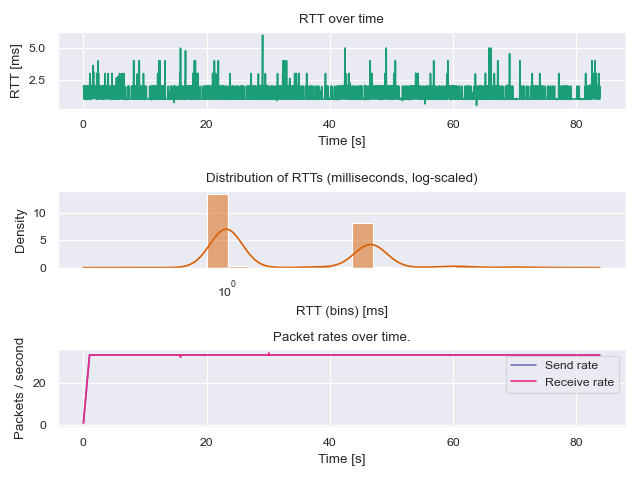 RTT over time
RTT [ms]
5.0
2.5
0 20 40 60 80
Time [s]
Distribution of RTTs (milliseconds, log-scaled)
Density
10
5
0
10^0
RTT (bins) [ms]
Packet rates over time.
Packets / second
20
0
Send rate
Receive rate
0 20 40 60 80
Time [s]